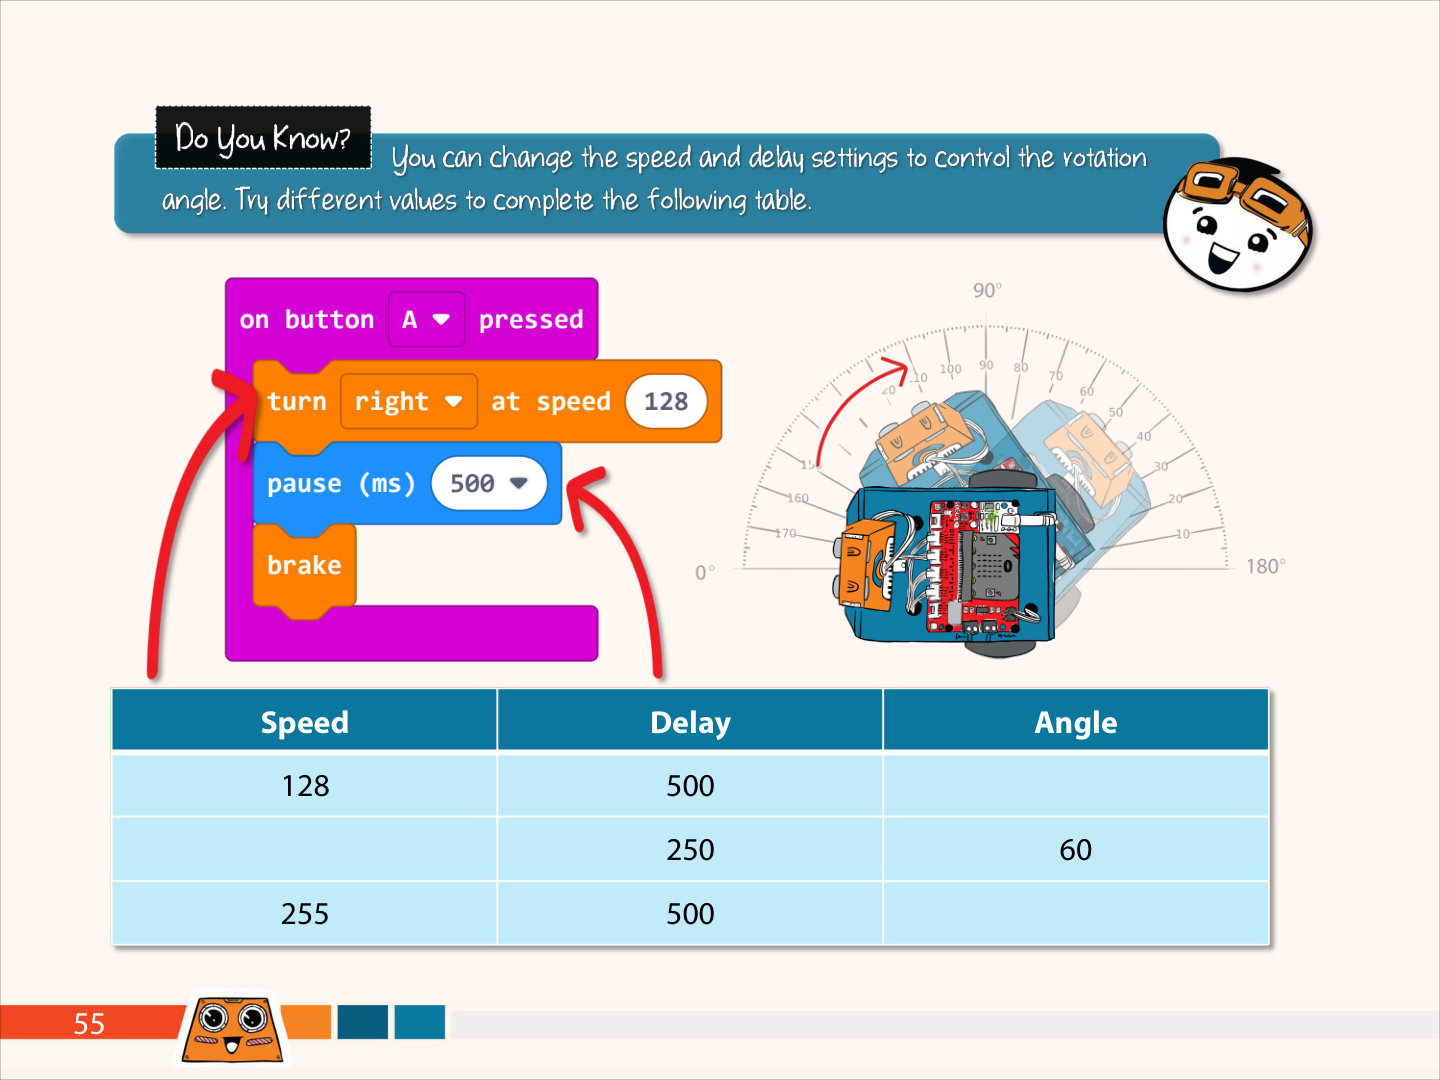 Do You Know?
You can change the speed and delay settings to control the rotation
angle. Try different values to complete the following table.
on button A pressed
turn right at speed 128
pause (ms) 500
brake
90°
100
90
80
70
60
50
40
30
20
10
160
170
0°
180°
Speed Delay Angle
128 500
250 60
255 500
55